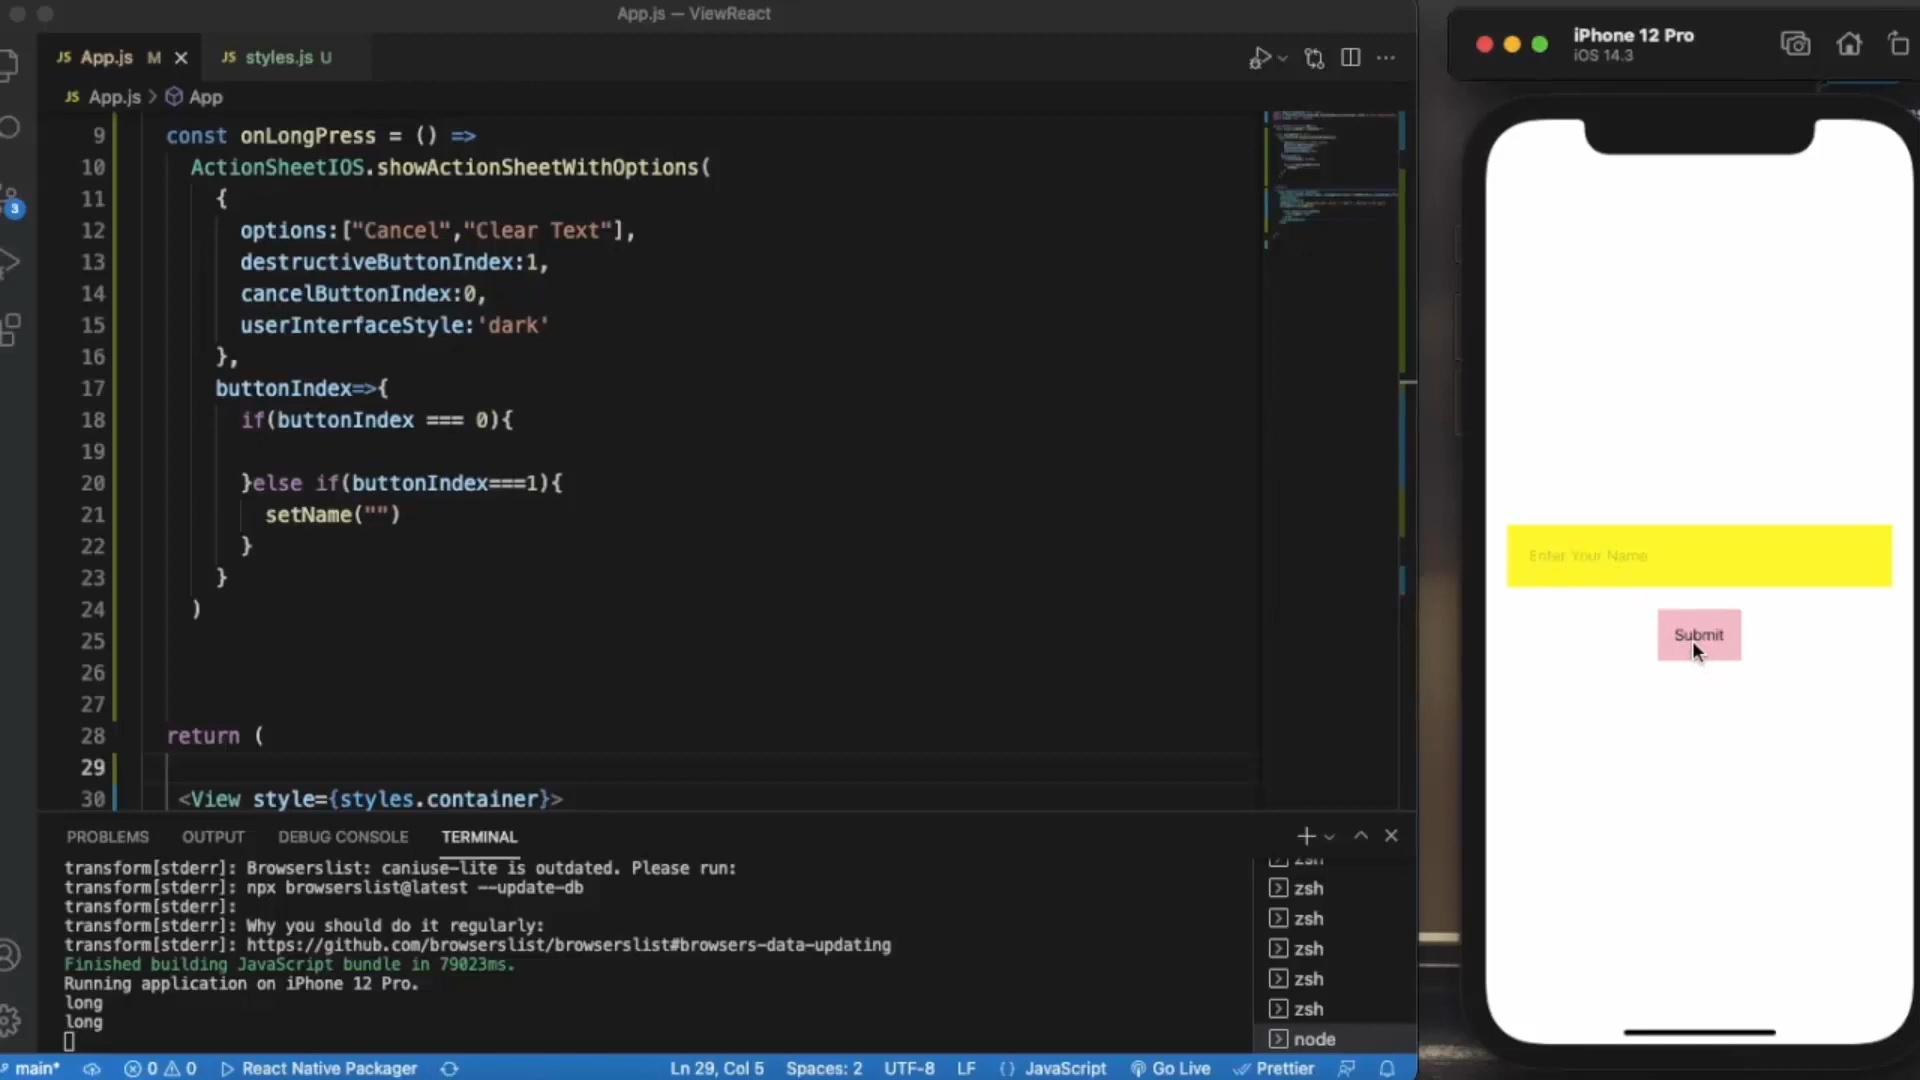 App.js — ViewReact
JS App.js M
JS styles.js U
JS App.js > App
9 const onLongPress = () =>
10 ActionSheetIOS.showActionSheetWithOptions(
11 {
12 options:["Cancel","Clear Text"],
13 destructiveButtonIndex:1,
14 cancelButtonIndex:0,
15 userInterfaceStyle:'dark'
16 },
17 buttonIndex=>{
18 if(buttonIndex === 0){
19
20 }else if(buttonIndex===1){
21 setName("")
22 }
23 }
24 )
25
26
27
28 return (
29
30 <View style={styles.container}>
3
PROBLEMS OUTPUT DEBUG CONSOLE TERMINAL
transform[stderr]: Browserslist: caniuse-lite is outdated. Please run:
transform[stderr]: npx browserslist@latest --update-db
transform[stderr]:
transform[stderr]: Why you should do it regularly:
transform[stderr]: https://github.com/browserslist/browserslist#browsers-data-updating
Finished building JavaScript bundle in 79023ms.
Running application on iPhone 12 Pro.
long
long
zsh
zsh
zsh
zsh
zsh
zsh
node
main* 0 0 React Native Packager Ln 29, Col 5 Spaces: 2 UTF-8 LF {} JavaScript Go Live Prettier
iPhone 12 Pro
iOS 14.3
Enter Your Name
Submit